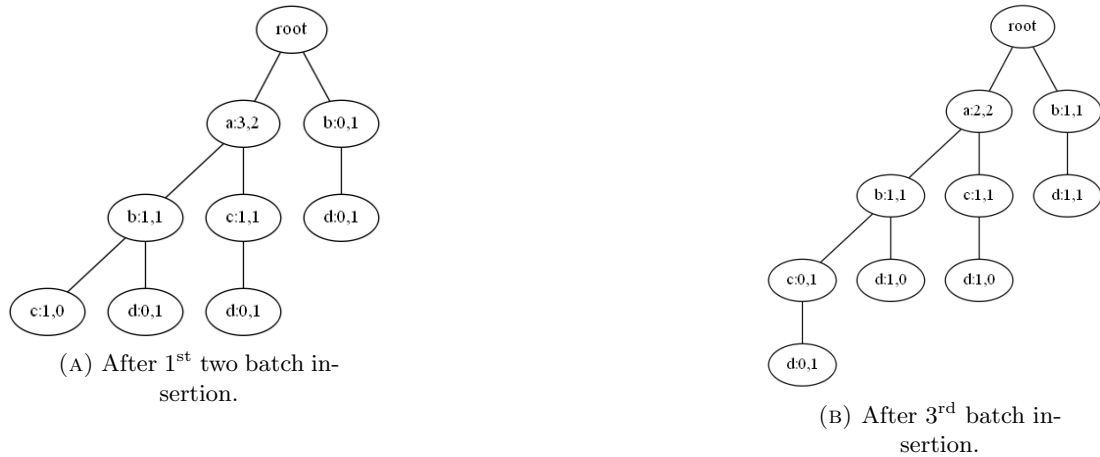 root
a:3,2
b:0,1
b:1,1
c:1,1
d:0,1
c:1,0
d:0,1
d:0,1
(A) After 1st two batch in-
sertion.
root
a:2,2
b:1,1
b:1,1
c:1,1
d:1,1
c:0,1
d:1,0
d:1,0
d:0,1
(B) After 3rd batch in-
sertion.